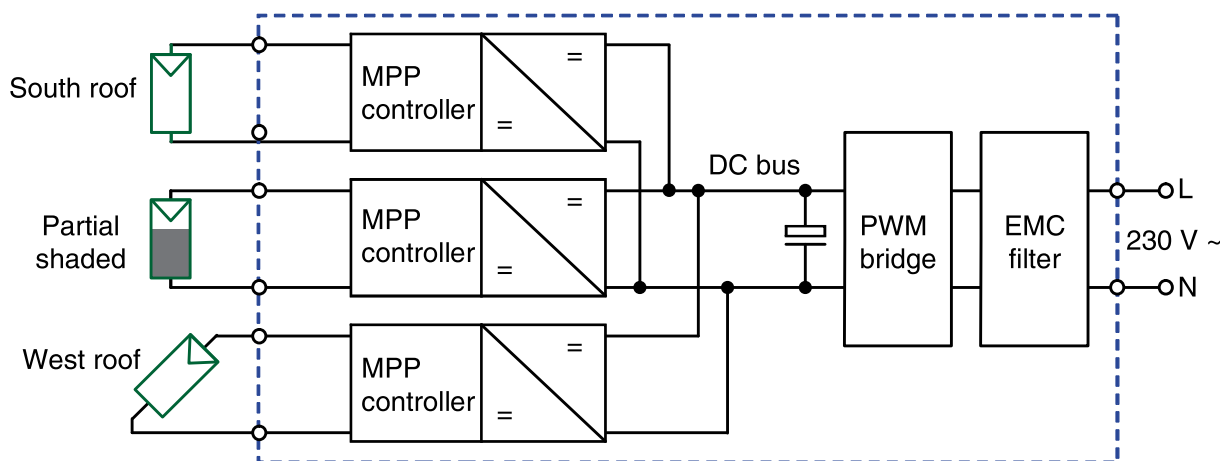 South roof
MPP
controller
=
=
DC bus
Partial
shaded
MPP
controller
=
=
PWM
bridge
EMC
filter
L
230 V ~
N
West roof
MPP
controller
=
=